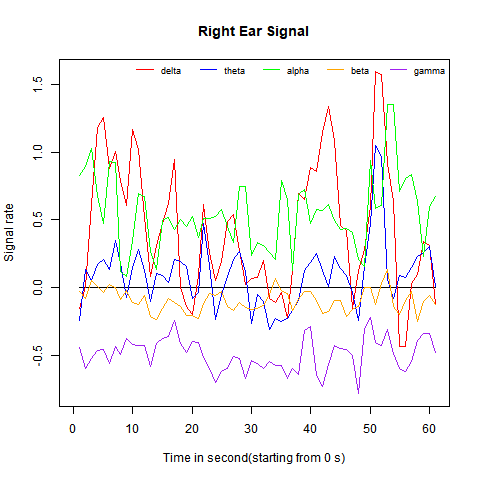 Right Ear Signal
delta theta alpha beta gamma
Signal rate
1.5
1.0
0.5
0.0
-0.5
0 10 20 30 40 50 60
Time in second(starting from 0 s)